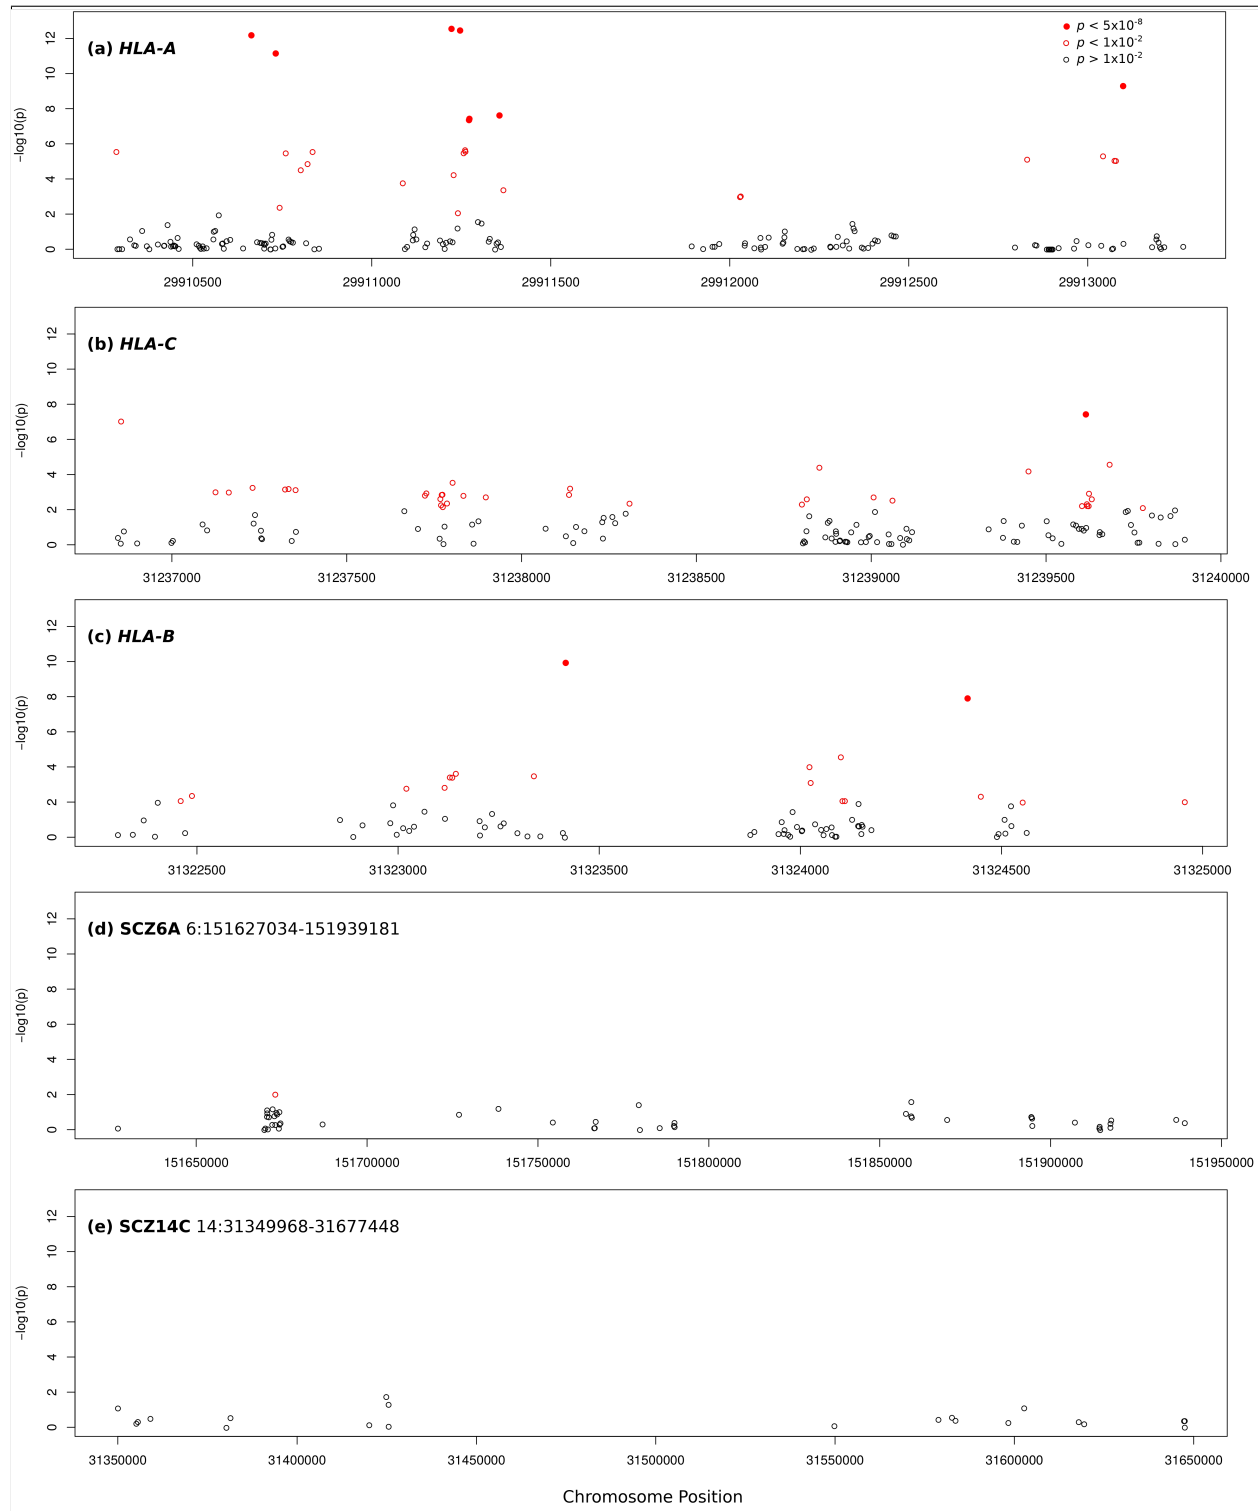 (a) HLA-A
p < 5x10⁻⁸
p < 1x10⁻²
p > 1x10⁻²
−log10(p)
0 2 4 6 8 10 12
29910500 29911000 29911500 29912000 29912500 29913000
(b) HLA-C
−log10(p)
0 2 4 6 8 10 12
31237000 31237500 31238000 31238500 31239000 31239500 31240000
(c) HLA-B
−log10(p)
0 2 4 6 8 10 12
31322500 31323000 31323500 31324000 31324500 31325000
(d) SCZ6A 6:151627034-151939181
−log10(p)
0 2 4 6 8 10 12
151650000 151700000 151750000 151800000 151850000 151900000 151950000
(e) SCZ14C 14:31349968-31677448
−log10(p)
0 2 4 6 8 10 12
31350000 31400000 31450000 31500000 31550000 31600000 31650000
Chromosome Position